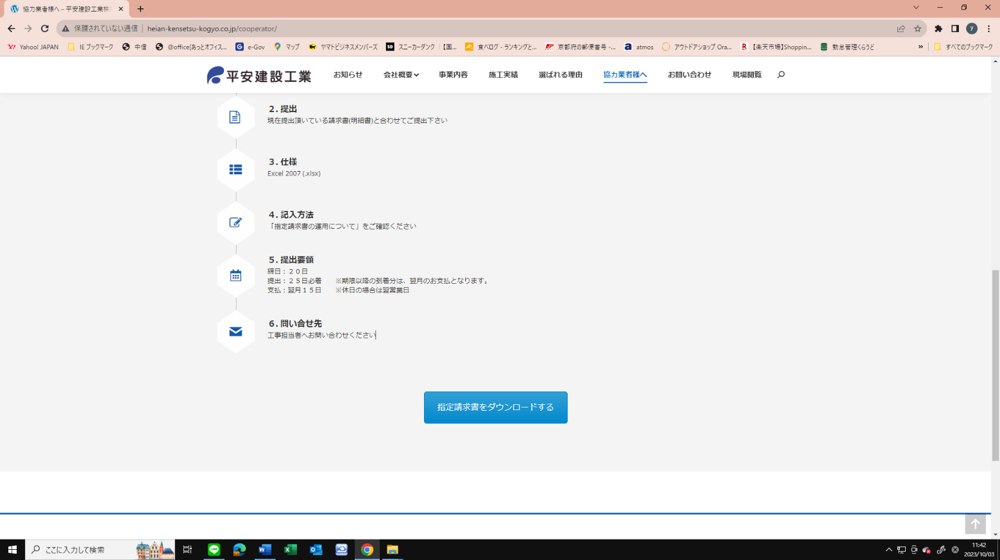 協力業者様へ – 平安建設工業株
保護されていない通信
heian-kensetsu-kogyo.co.jp/cooperator/
Yahoo! JAPAN
IEブックマーク
中信
@office[あっとオフィス...
e-Gov
マップ
ヤマトビジネスメンバーズ
スニーカーダンク |【国...
食べログ - ランキングと...
京都府の郵便番号 -...
atmos
アウトドアショップ Ora...
【楽天市場】Shoppin...
勤怠管理くらうど
»
すべてのブックマーク
平安建設工業
お知らせ
会社概要
事業内容
施工実績
選ばれる理由
協力業者様へ
お問い合わせ
現場閲覧
2. 提出
現在提出頂いている請求書(明細書)と合わせてご提出下さい
3. 仕様
Excel 2007 (.xlsx)
4. 記入方法
「指定請求書の運用について」をご確認ください
5. 提出要領
締日：２０日
提出：２５日必着　　※期限以降の到着分は、翌月のお支払となります。
支払：翌月１５日　　※休日の場合は翌営業日
6. 問い合せ先
工事担当者へお問い合わせください
指定請求書をダウンロードする
ここに入力して検索
11:42
2023/10/03